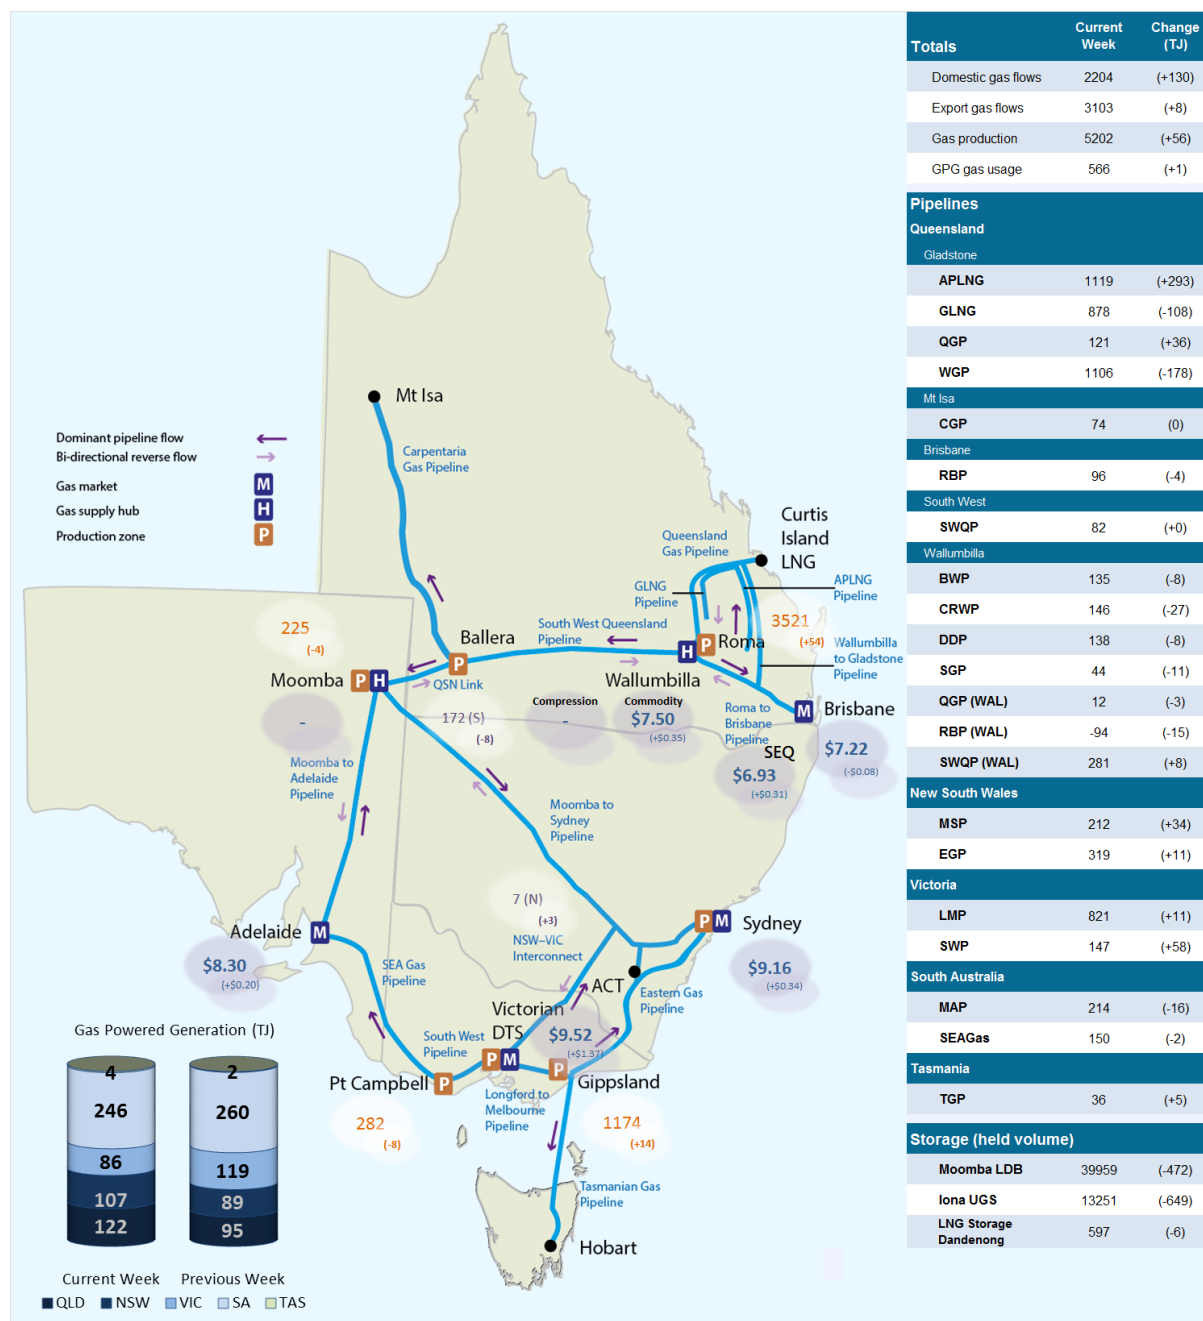 Mt Isa
Dominant pipeline flow
Bi-directional reverse flow
Gas market M
Gas supply hub H
Production zone P
Carpentaria
Gas Pipeline
Curtis
Island
LNG
Queensland
Gas Pipeline
GLNG
Pipeline
APLNG
Pipeline
225
(-4)
3521
(+54)
South West Queensland
Pipeline
Ballera
P
H P Roma
Wallumbilla
to Gladstone
Pipeline
Moomba P H
QSN Link
Wallumbilla
-
172 (S)
(-8)
Compression
-
Commodity
$7.50
(+$0.35)
Roma to
Brisbane
Pipeline
M Brisbane
SEQ
$6.93
(+$0.31)
$7.22
(-$0.08)
Moomba to
Adelaide
Pipeline
Moomba to
Sydney
Pipeline
7 (N)
(+3)
NSW–VIC
Interconnect
Adelaide M
$8.30
(+$0.20)
P M Sydney
$9.16
(+$0.34)
SEA Gas
Pipeline
ACT
Eastern Gas
Pipeline
Victorian
DTS
$9.52
(+$1.37)
South West
Pipeline
P M
P
Pt Campbell P
Gippsland
Longford to
Melbourne
Pipeline
282
(-8)
1174
(+14)
Tasmanian Gas
Pipeline
Hobart
Gas Powered Generation (TJ)
4 2
246 260
86 119
107 89
122 95
Current Week Previous Week
QLD NSW VIC SA TAS
Totals Current Week Change (TJ)
Domestic gas flows 2204 (+130)
Export gas flows 3103 (+8)
Gas production 5202 (+56)
GPG gas usage 566 (+1)
Pipelines
Queensland
Gladstone
APLNG 1119 (+293)
GLNG 878 (-108)
QGP 121 (+36)
WGP 1106 (-178)
Mt Isa
CGP 74 (0)
Brisbane
RBP 96 (-4)
South West
SWQP 82 (+0)
Wallumbilla
BWP 135 (-8)
CRWP 146 (-27)
DDP 138 (-8)
SGP 44 (-11)
QGP (WAL) 12 (-3)
RBP (WAL) -94 (-15)
SWQP (WAL) 281 (+8)
New South Wales
MSP 212 (+34)
EGP 319 (+11)
Victoria
LMP 821 (+11)
SWP 147 (+58)
South Australia
MAP 214 (-16)
SEAGas 150 (-2)
Tasmania
TGP 36 (+5)
Storage (held volume)
Moomba LDB 39959 (-472)
Iona UGS 13251 (-649)
LNG Storage
Dandenong 597 (-6)